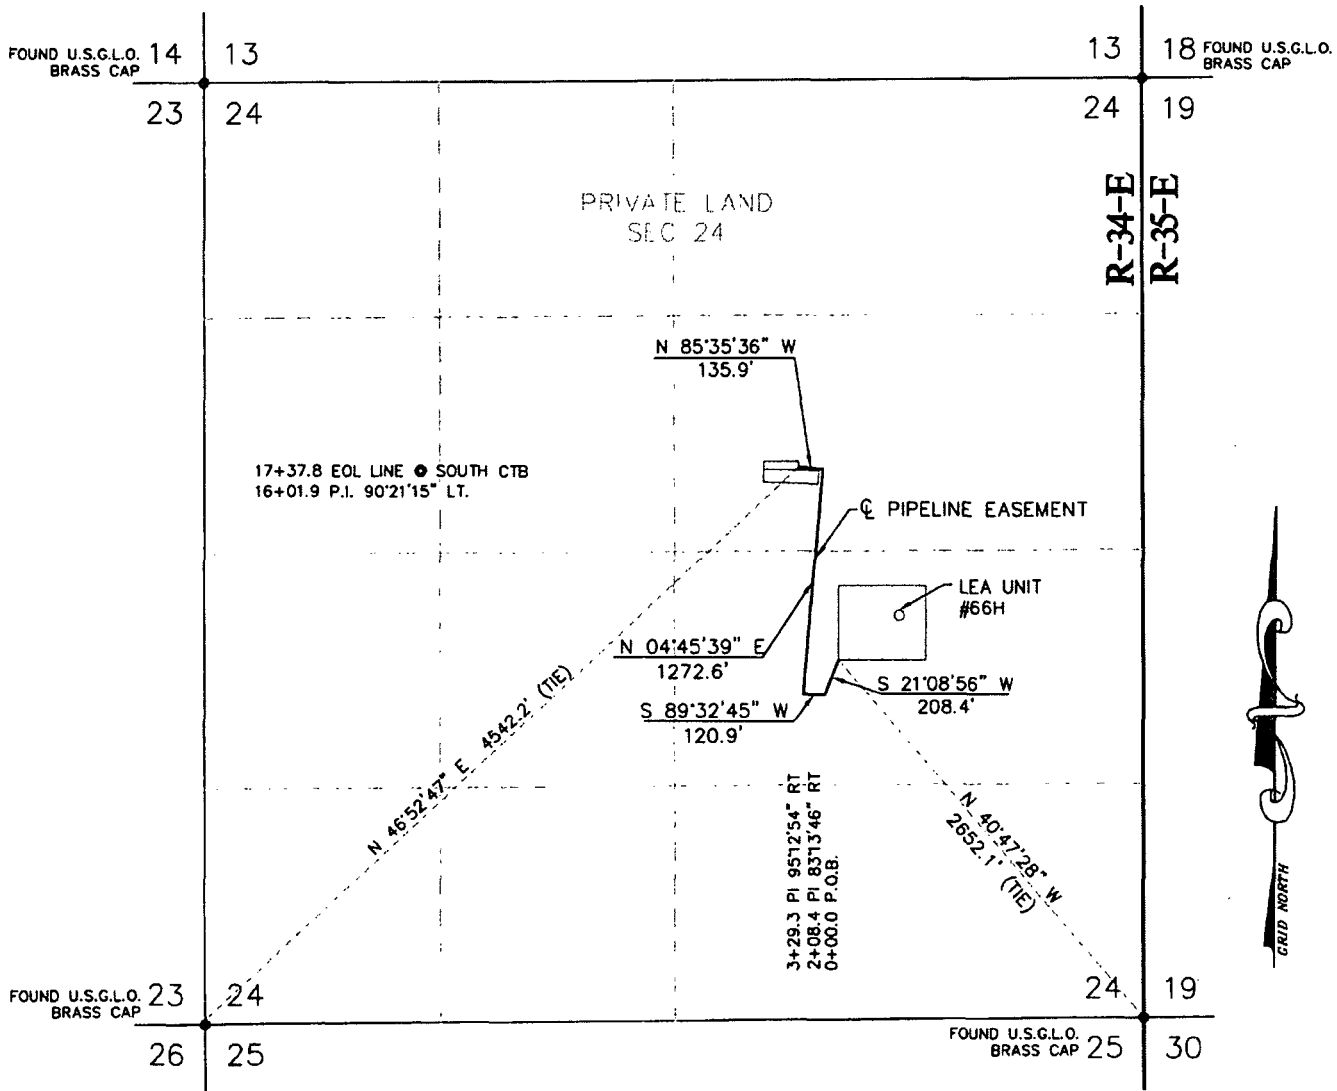 FOUND U.S.G.L.O. 14 13
BRASS CAP
23 24
13 18 FOUND U.S.G.L.O.
BRASS CAP
24 19
PRIVATE LAND
SEC 24
R-34-E
R-35-E
N 85°35'36" W
135.9'
17+37.8 EOL LINE @ SOUTH CTB
16+01.9 P.I. 90°21'15" LT.
℄ PIPELINE EASEMENT
LEA UNIT
#66H
N 04°45'39" E
1272.6'
S 21°08'56" W
208.4'
S 89°32'45" W
120.9'
N 46°52'47" E 4542.2' (TIE)
3+29.3 PI 95°12'54" RT
2+08.4 PI 83°13'46" RT
0+00.0 P.O.B.
N 40°47'28" W
2652.1' (TIE)
GRID NORTH
FOUND U.S.G.L.O. 23 24
BRASS CAP
26 25
24 19
FOUND U.S.G.L.O.
BRASS CAP 25 30